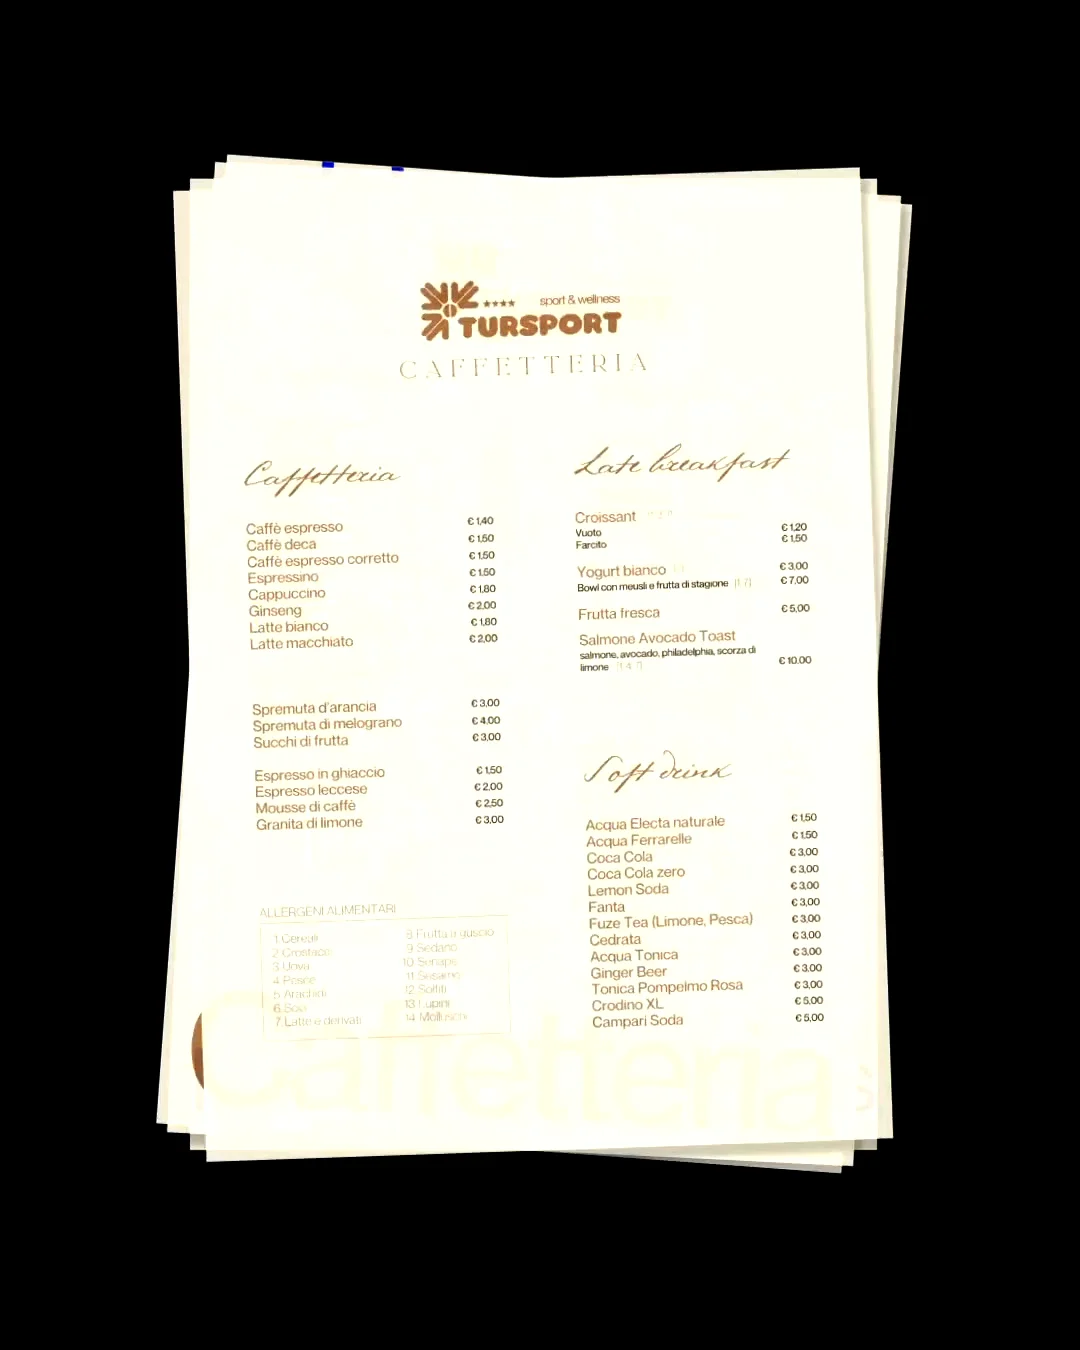 sport & wellness
TURSPORT
CAFFETTERIA
Caffetteria
Caffè espresso € 1,40
Caffè deca € 1,50
Caffè espresso corretto € 1,50
Espressino € 1,50
Cappuccino € 1,80
Ginseng € 2,00
Latte bianco € 1,80
Latte macchiato € 2,00
Spremuta d'arancia € 3,00
Spremuta di melograno € 4,00
Succhi di frutta € 3,00
Espresso in ghiaccio € 1,50
Espresso leccese € 2,00
Mousse di caffè € 2,50
Granita di limone € 3,00
ALLERGENI ALIMENTARI
1 Cereali
2 Crostacei
3 Uova
4 Pesce
5 Arachidi
6 Soia
7 Latte e derivati
8 Frutta a guscio
9 Sedano
10 Senape
11 Sesamo
12 Solfiti
13 Lupini
14 Molluschi
Late breakfast
Croissant
Vuoto € 1,20
Farcito € 1,50
Yogurt bianco € 3,00
Bowl con meusli e frutta di stagione [1 7] € 7,00
Frutta fresca € 5,00
Salmone Avocado Toast
salmone, avocado, philadelphia, scorza di
limone [1 4 7] € 10.00
Soft drink
Acqua Electa naturale € 1,50
Acqua Ferrarelle € 1,50
Coca Cola € 3,00
Coca Cola zero € 3,00
Lemon Soda € 3,00
Fanta € 3,00
Fuze Tea (Limone, Pesca) € 3,00
Cedrata € 3,00
Acqua Tonica € 3,00
Ginger Beer € 3,00
Tonica Pompelmo Rosa € 3,00
Crodino XL € 5,00
Campari Soda € 5,00
Caffetteria